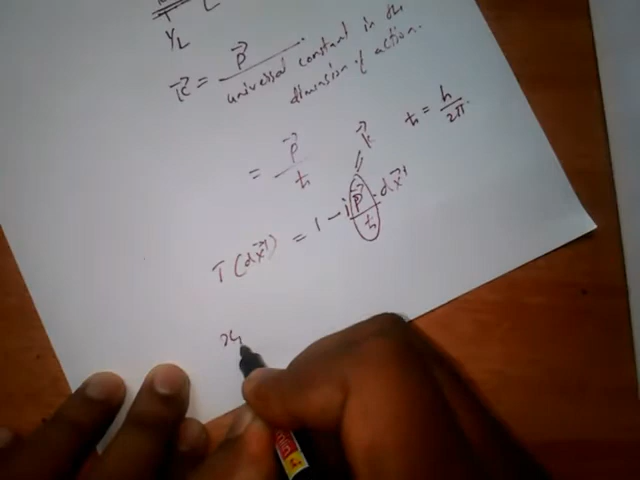 Y_L
K⃗ = P⃗ / universal constant in the dimension of action.
= P⃗ / ħ ħ = h / 2π
= k⃗
T (dx⃗') = 1 - i P⃗ / ħ · dx⃗'